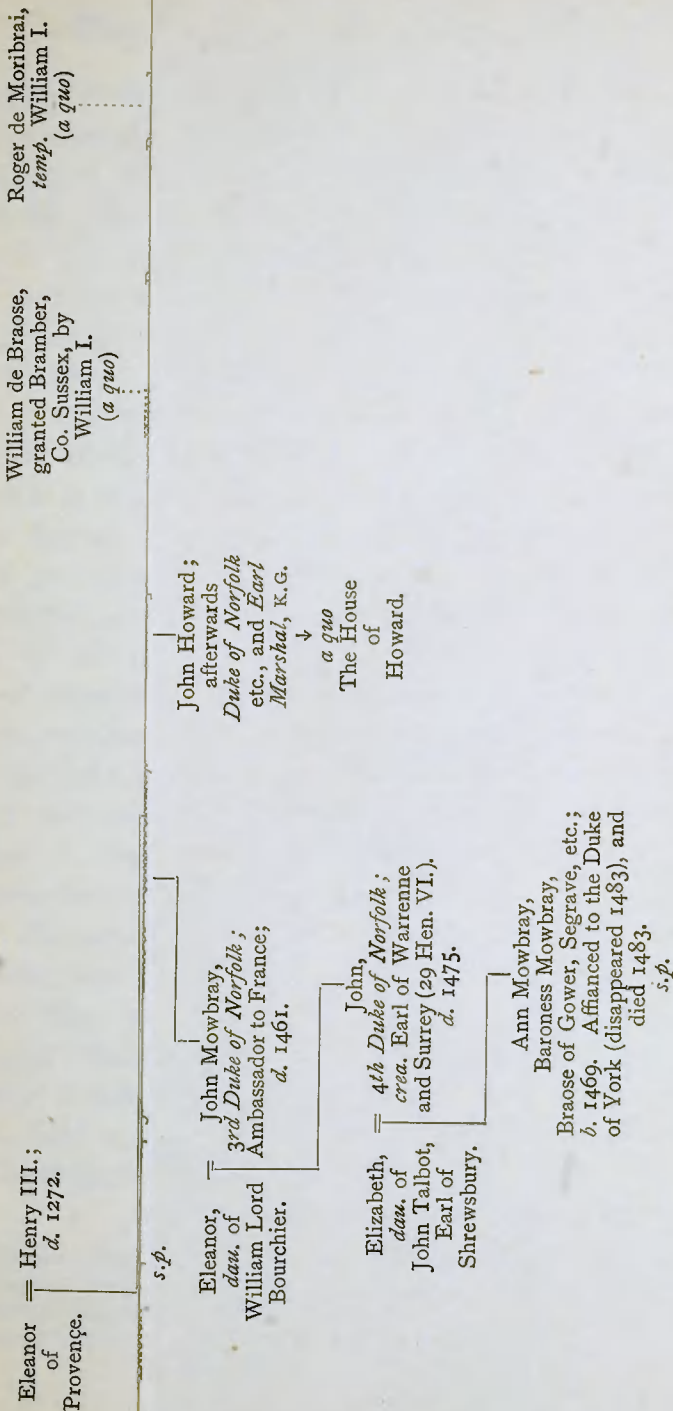 Eleanor
of
Provençe.
= Henry III.;
d. 1272.
William de Braose,
granted Bramber,
Co. Sussex, by
William I.
(a quo)
Roger de Moribrai,
temp. William I.
(a quo)
s.p.
Eleanor,
dau. of
William Lord
Bourchier.
= John Mowbray,
3rd Duke of Norfolk;
Ambassador to France;
d. 1461.
John Howard;
afterwards
Duke of Norfolk
etc., and Earl
Marshal, K.G.
↓
a quo
The House
of
Howard.
Elizabeth,
dau. of
John Talbot,
Earl of
Shrewsbury.
John,
= 4th Duke of Norfolk;
crea. Earl of Warrenne
and Surrey (29 Hen. VI.).
d. 1475.
Ann Mowbray,
Baroness Mowbray,
Braose of Gower, Segrave, etc.;
b. 1469. Affianced to the Duke
of York (disappeared 1483), and
died 1483.
s.p.